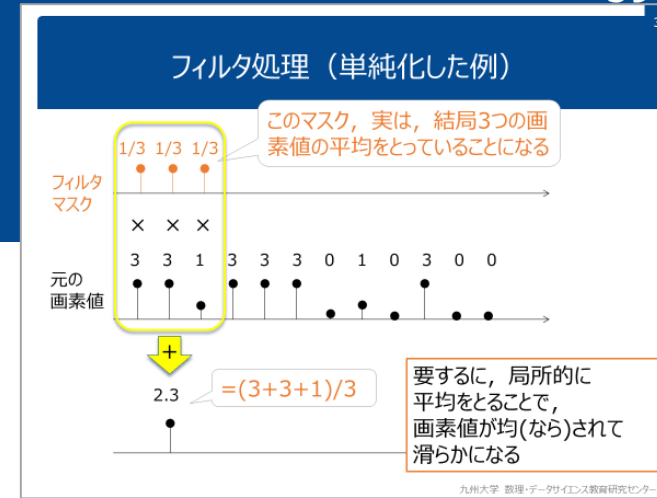 フィルタ処理（単純化した例）
このマスク，実は，結局3つの画
素値の平均をとっていることになる
1/3 1/3 1/3
フィルタ
マスク
× × ×
3 3 1 3 3 3 0 1 0 3 0 0
元の
画素値
+
2.3
=(3+3+1)/3
要するに，局所的に
平均をとることで，
画素値が均(なら)されて
滑らかになる
九州大学 数理・データサイエンス教育研究センター